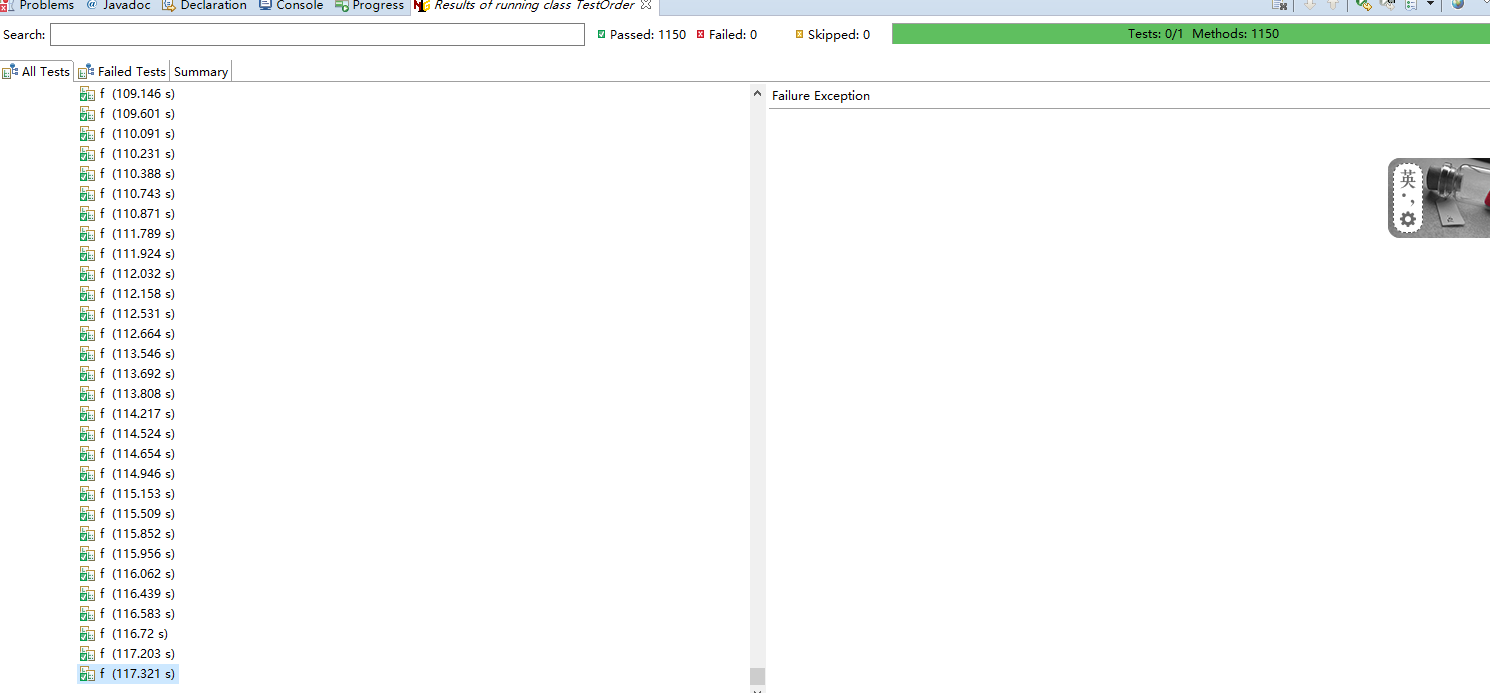 Problems @ Javadoc Declaration Console Progress Results of running class TestOrder
Search: Passed: 1150 Failed: 0 Skipped: 0 Tests: 0/1 Methods: 1150
All Tests Failed Tests Summary
f (109.146 s)
Failure Exception
f (109.601 s)
f (110.091 s)
f (110.231 s)
f (110.388 s)
f (110.743 s)
f (110.871 s)
f (111.789 s)
f (111.924 s)
f (112.032 s)
f (112.158 s)
f (112.531 s)
f (112.664 s)
f (113.546 s)
f (113.692 s)
f (113.808 s)
f (114.217 s)
f (114.524 s)
f (114.654 s)
f (114.946 s)
f (115.153 s)
f (115.509 s)
f (115.852 s)
f (115.956 s)
f (116.062 s)
f (116.439 s)
f (116.583 s)
f (116.72 s)
f (117.203 s)
f (117.321 s)
英